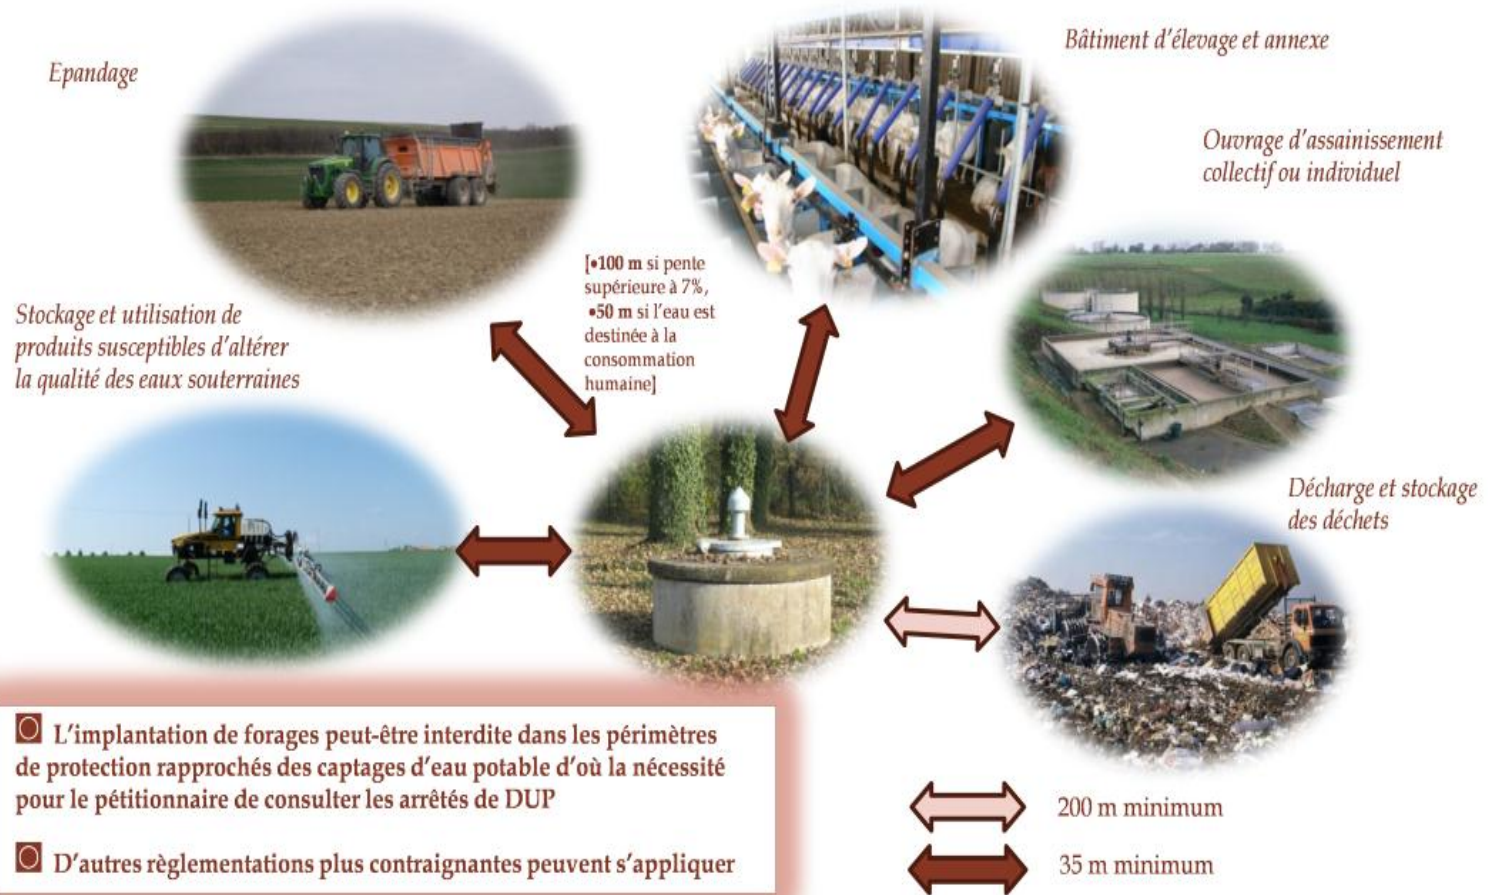 Epandage
Bâtiment d'élevage et annexe
Ouvrage d'assainissement
collectif ou individuel
[•100 m si pente
supérieure à 7%,
•50 m si l'eau est
destinée à la
consommation
humaine]
Stockage et utilisation de
produits susceptibles d'altérer
la qualité des eaux souterraines
Décharge et stockage
des déchets
L'implantation de forages peut-être interdite dans les périmètres
de protection rapprochés des captages d'eau potable d'où la nécessité
pour le pétitionnaire de consulter les arrêtés de DUP
D'autres règlementations plus contraignantes peuvent s'appliquer
200 m minimum
35 m minimum